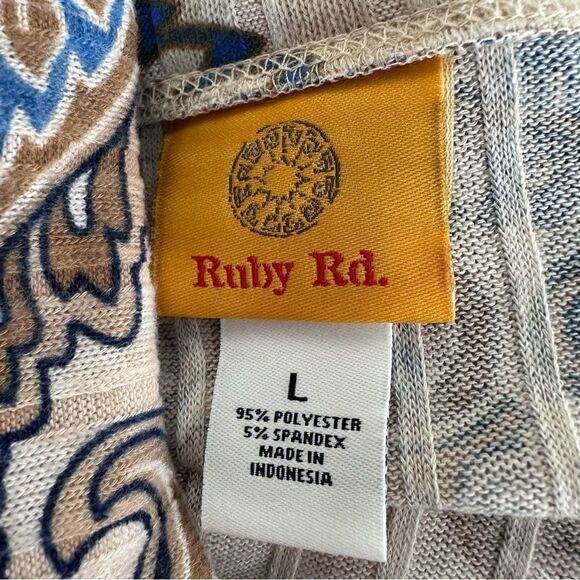 Ruby Rd.
L
95% POLYESTER
5% SPANDEX
MADE IN
INDONESIA